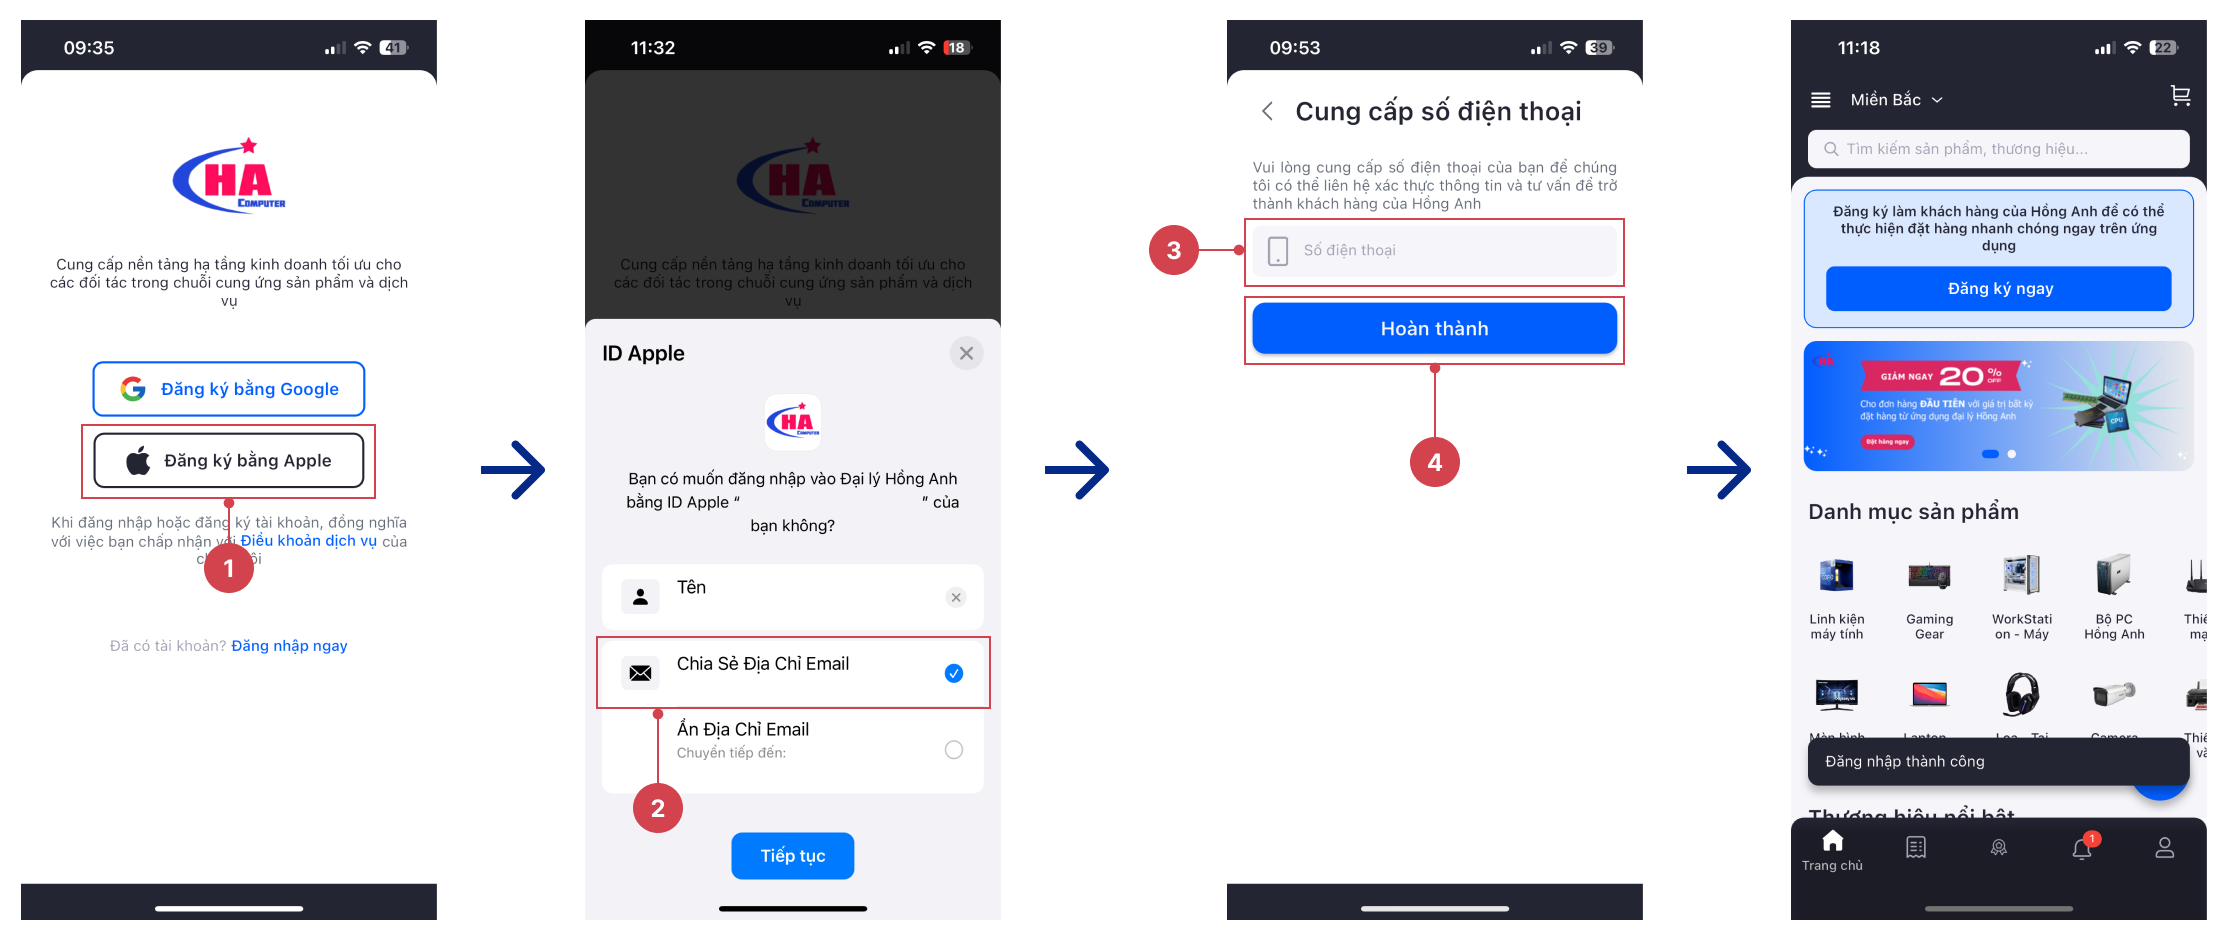 09:35
41
HA
COMPUTER
Cung cấp nền tảng hạ tầng kinh doanh tối ưu cho
các đối tác trong chuỗi cung ứng sản phẩm và dịch
vụ
Đăng ký bằng Google
Đăng ký bằng Apple
Khi đăng nhập hoặc đăng ký tài khoản, đồng nghĩa
với việc bạn chấp nhận với Điều khoản dịch vụ của
1
Đã có tài khoản? Đăng nhập ngay
11:32
18
HA
COMPUTER
Cung cấp nền tảng hạ tầng kinh doanh tối ưu cho
các đối tác trong chuỗi cung ứng sản phẩm và dịch
vụ
ID Apple
HA
COMPUTER
Bạn có muốn đăng nhập vào Đại lý Hồng Anh
bằng ID Apple “ ” của
bạn không?
Tên
Chia Sẻ Địa Chỉ Email
Ẩn Địa Chỉ Email
Chuyển tiếp đến:
2
Tiếp tục
09:53
39
Cung cấp số điện thoại
Vui lòng cung cấp số điện thoại của bạn để chúng
tôi có thể liên hệ xác thực thông tin và tư vấn để trở
thành khách hàng của Hồng Anh
3
Số điện thoại
Hoàn thành
4
11:18
22
Miền Bắc
Tìm kiếm sản phẩm, thương hiệu...
Đăng ký làm khách hàng của Hồng Anh để có thể
thực hiện đặt hàng nhanh chóng ngay trên ứng
dụng
Đăng ký ngay
HA
GIẢM NGAY 20% OFF
Cho đơn hàng ĐẦU TIÊN với giá trị bất kỳ
đặt hàng từ ứng dụng đại lý Hồng Anh
Đặt hàng ngay
CPU
Danh mục sản phẩm
Linh kiện
máy tính
Gaming
Gear
WorkStati
on - Máy
Bộ PC
Hồng Anh
Thiế
mạ
Màn hình
Laptop
Loa - Tai
Camera
Thiế
và
Đăng nhập thành công
Thương hiệu nổi bật
1
Trang chủ